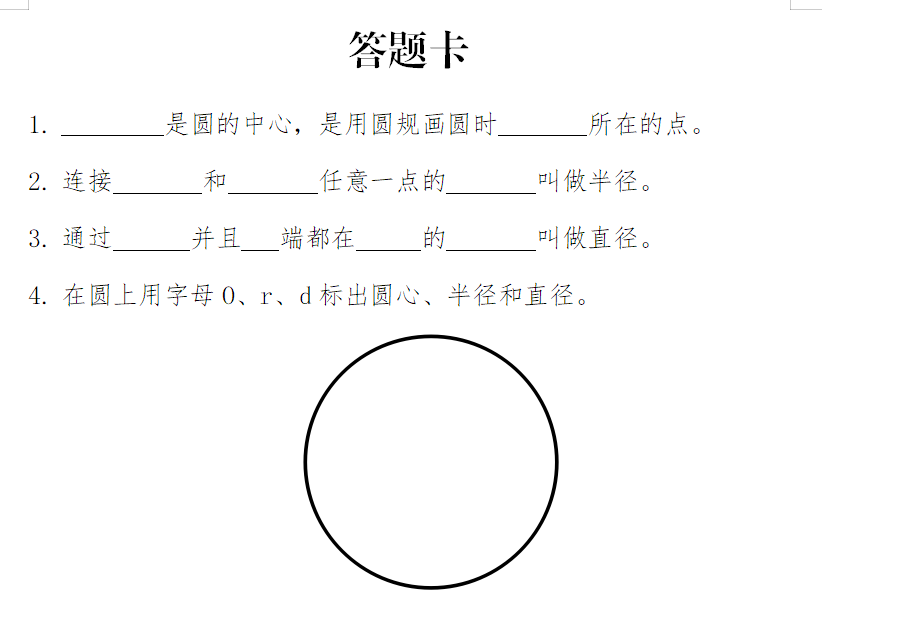 答题卡
1. ________是圆的中心，是用圆规画圆时_______所在的点。
2. 连接_______和_______任意一点的_______叫做半径。
3. 通过______并且___端都在_____的_______叫做直径。
4. 在圆上用字母 O、r、d 标出圆心、半径和直径。